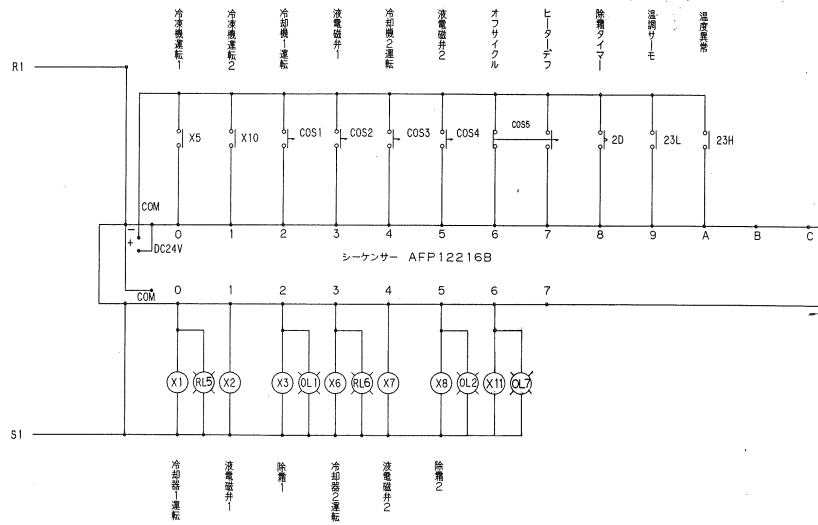 冷凍機運転1
冷凍機運転2
冷却機1運転
液電磁弁1
冷却機2運転
液電磁弁2
オフサイクル
ヒーターデフ
除霜タイマー
温調サーモ
温度異常
R1
X5
X10
COS1
COS2
COS3
COS4
COS5
2D
23L
23H
COM
−
+
DC24V
0 1 2 3 4 5 6 7 8 9 A B C
シーケンサー AFP12216B
COM
0 1 2 3 4 5 6 7
X1 RL5 X2 X3 OL1 X6 RL6 X7 X8 OL2 X11 OL7
S1
冷却器1運転
液電磁弁1
除霜1
冷却器2運転
液電磁弁2
除霜2